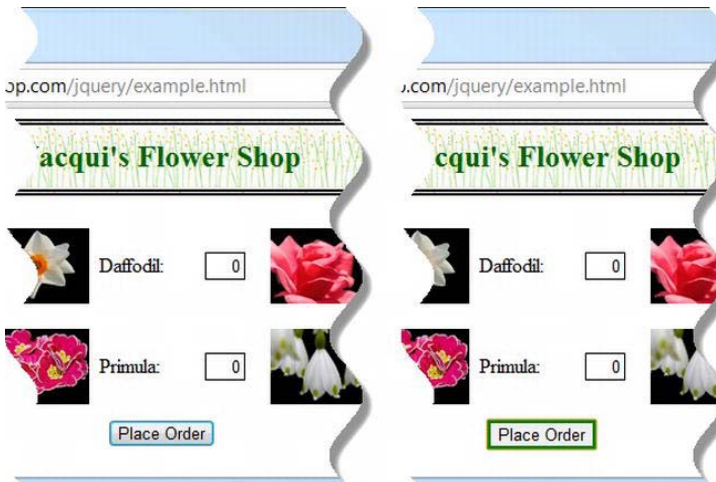 op.com/jquery/example.html
acqui's Flower Shop
Daffodil: 0
Primula: 0
Place Order
.com/jquery/example.html
cqui's Flower Shop
Daffodil: 0
Primula: 0
Place Order